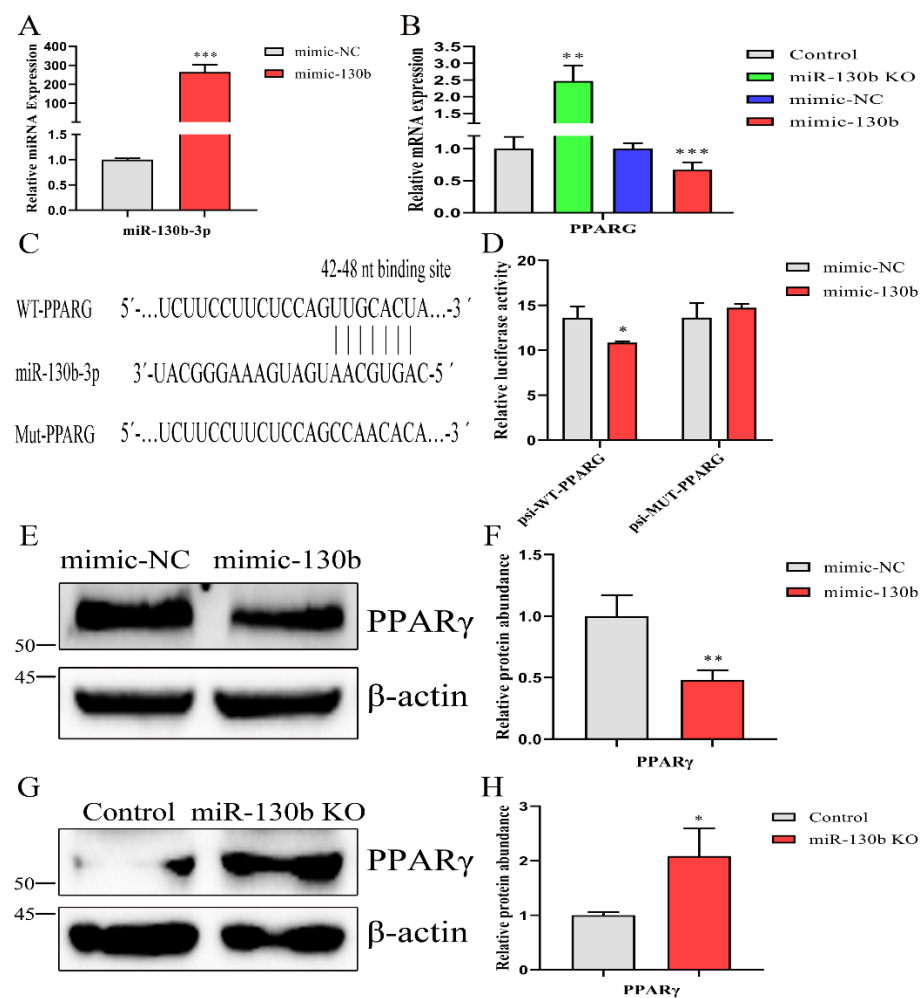 A
Relative miRNA Expression
400
300
200
100
1.5
1.0
0.5
0.0
***
miR-130b-3p
mimic-NC
mimic-130b
B
Relative mRNA expression
3.0
2.5
2.0
1.5
1.0
0.5
0.0
**
***
PPARG
Control
miR-130b KO
mimic-NC
mimic-130b
C
42-48 nt binding site
WT-PPARG 5´-...UCUUCCUUCUCCAGUUGCACUA...-3´
miR-130b-3p 3´-UACGGGAAAGUAGUAACGUGAC-5´
Mut-PPARG 5´-...UCUUCCUUCUCCAGCCAACACA...-3´
D
Relative luciferase activity
20
15
10
5
0
*
psi-WT-PPARG
psi-MUT-PPARG
mimic-NC
mimic-130b
E
mimic-NC mimic-130b
PPARγ
50
45
β-actin
F
Relative protein abundance
1.5
1.0
0.5
0.0
**
PPARγ
mimic-NC
mimic-130b
G
Control miR-130b KO
PPARγ
50
45
β-actin
H
Relative protein abundance
3
2
1
0
*
PPARγ
Control
miR-130b KO